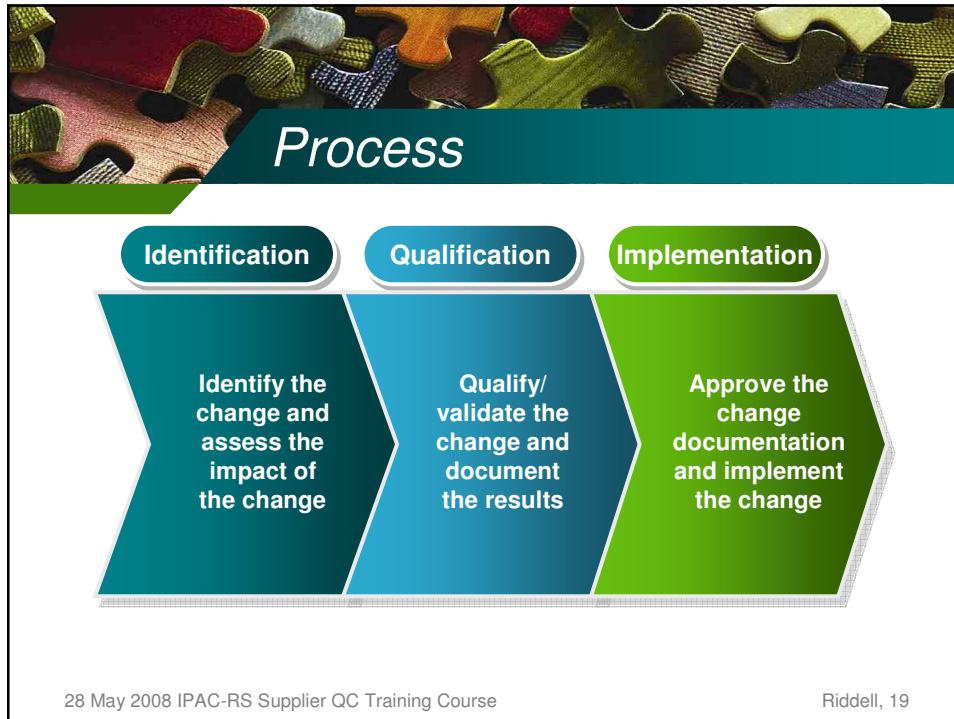 Process
Identification
Qualification
Implementation
Identify the
change and
assess the
impact of
the change
Qualify/
validate the
change and
document
the results
Approve the
change
documentation
and implement
the change
28 May 2008 IPAC-RS Supplier QC Training Course
Riddell, 19